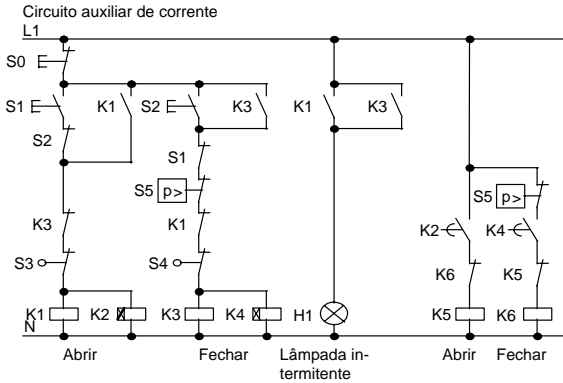 Circuito auxiliar de corrente
L1
S0
S1 K1 S2 K3 K1 K3
S2 S1
S5 p> S5 p>
K3 K1 K2 K4
S3 S4 K6 K5
K1 K2 K3 K4 H1 K5 K6
N
Abrir Fechar Lâmpada in- Abrir Fechar
termitente